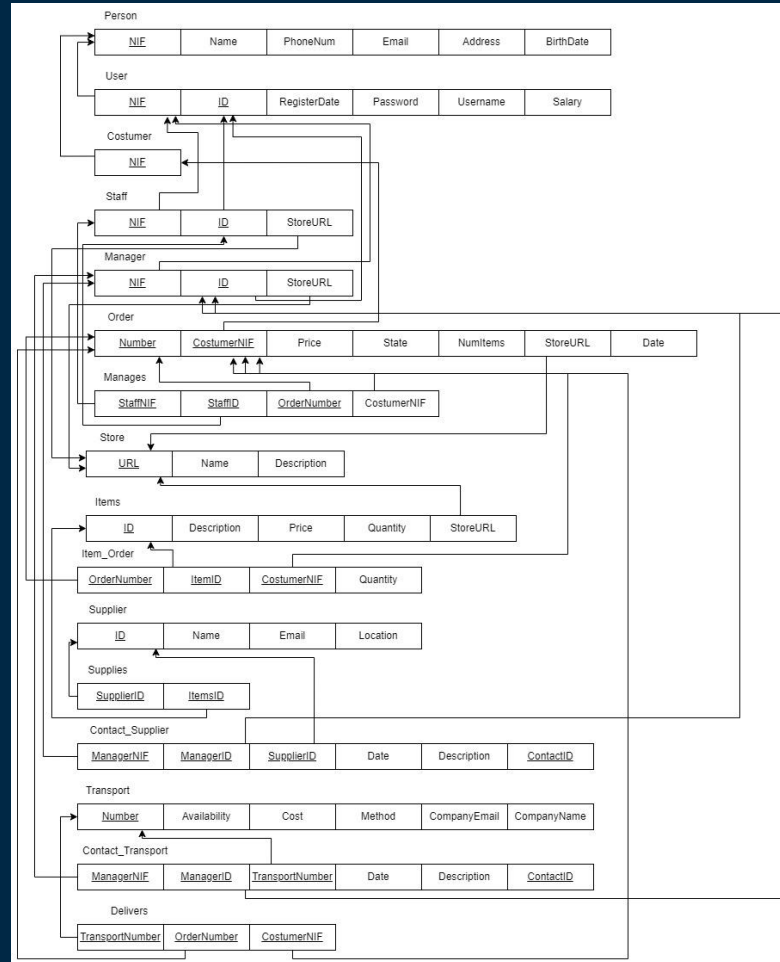 Person
NIF Name PhoneNum Email Address BirthDate
User
NIF ID RegisterDate Password Username Salary
Costumer
NIF
Staff
NIF ID StoreURL
Manager
NIF ID StoreURL
Order
Number CostumerNIF Price State NumItems StoreURL Date
Manages
StaffNIF StaffID OrderNumber CostumerNIF
Store
URL Name Description
Items
ID Description Price Quantity StoreURL
Item_Order
OrderNumber ItemID CostumerNIF Quantity
Supplier
ID Name Email Location
Supplies
SupplierID ItemsID
Contact_Supplier
ManagerNIF ManagerID SupplierID Date Description ContactID
Transport
Number Availability Cost Method CompanyEmail CompanyName
Contact_Transport
ManagerNIF ManagerID TransportNumber Date Description ContactID
Delivers
TransportNumber OrderNumber CostumerNIF